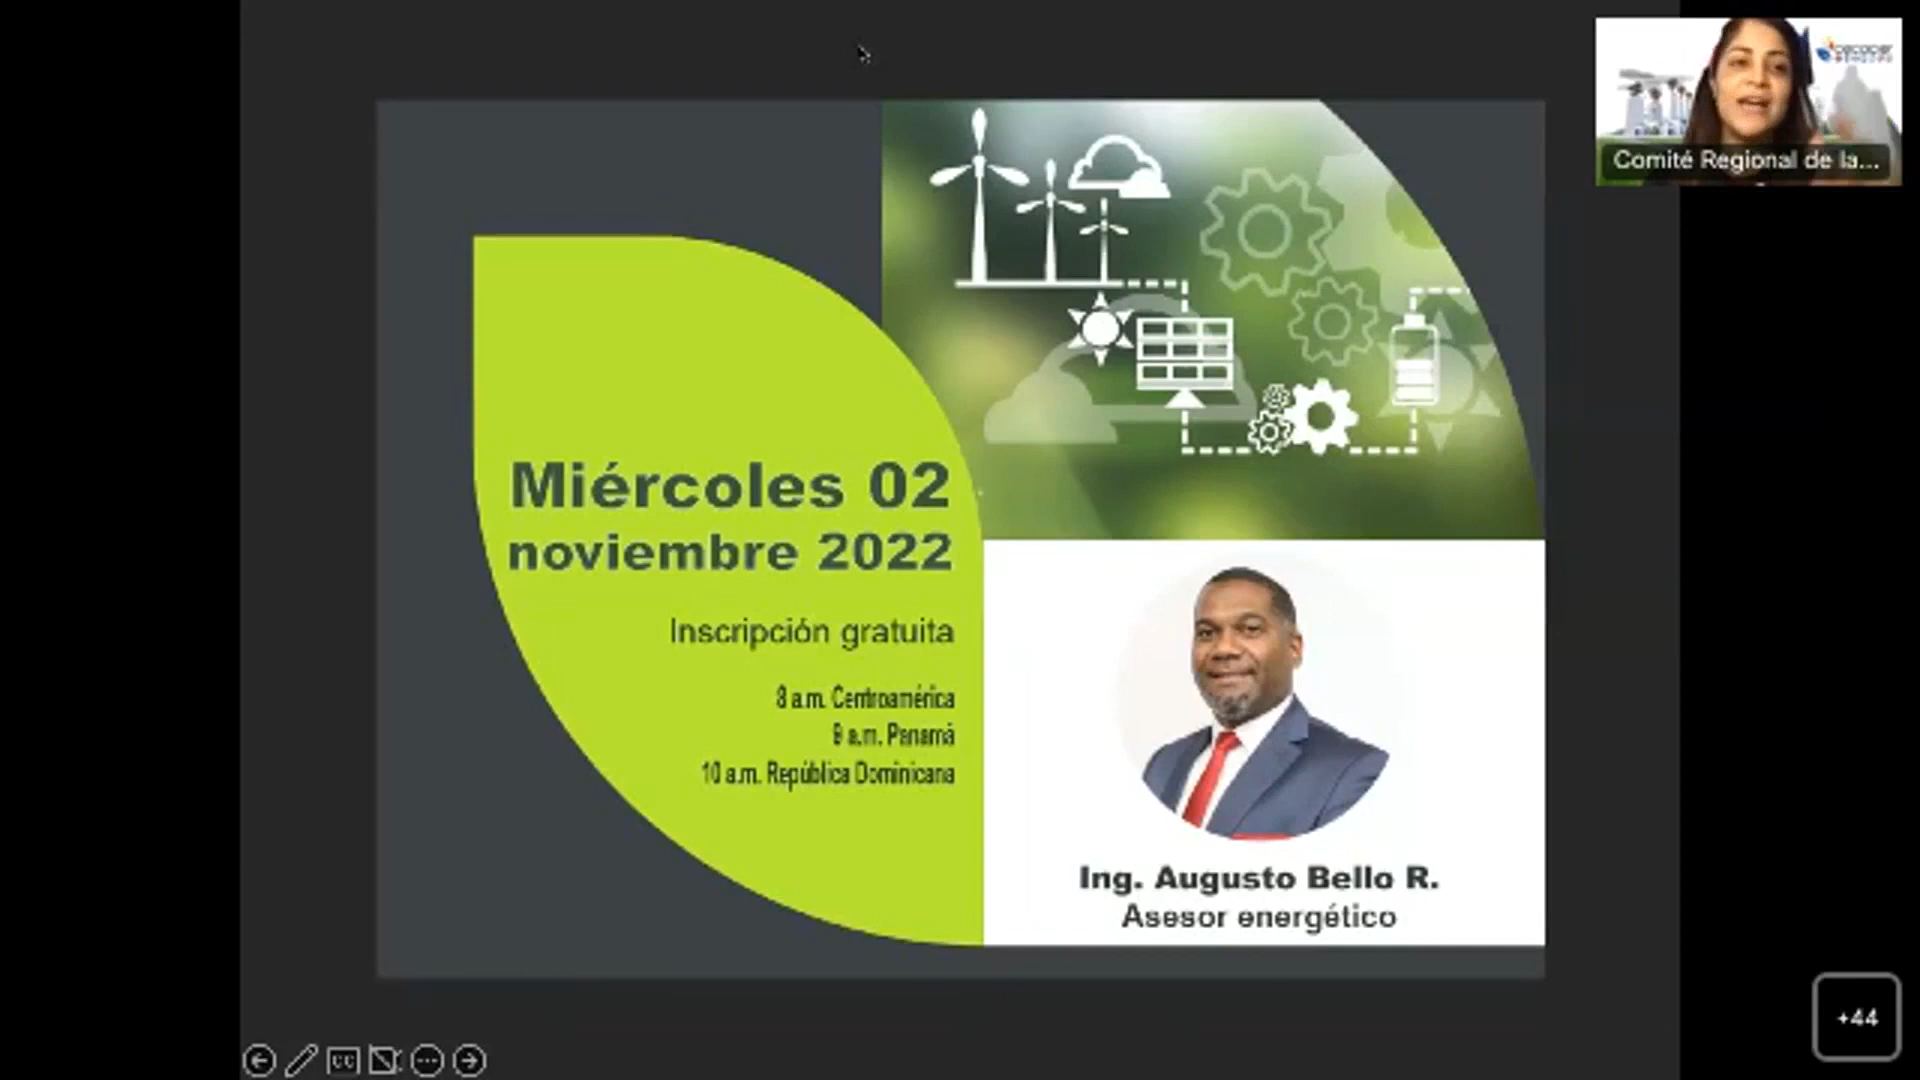 Miércoles 02
noviembre 2022
Inscripción gratuita
8 a.m. Centroamérica
9 a.m. Panamá
10 a.m. República Dominicana
Ing. Augusto Bello R.
Asesor energético
Comité Regional de la...
CC
+44